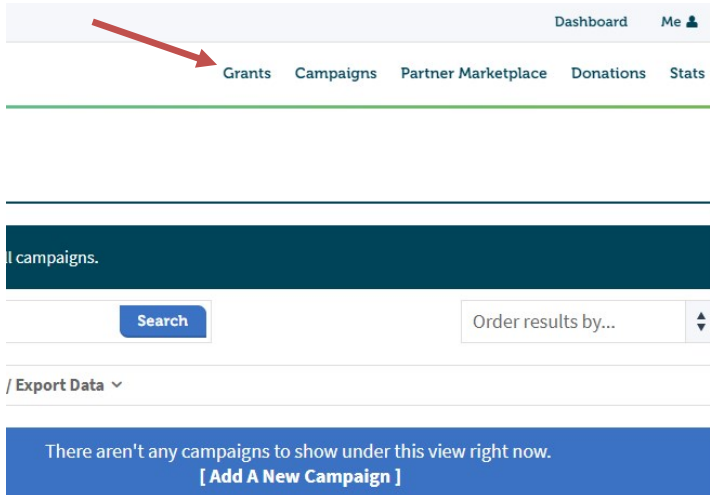 Dashboard Me
Grants Campaigns Partner Marketplace Donations Stats
ll campaigns.
Search Order results by...
/ Export Data
There aren't any campaigns to show under this view right now.
[ Add A New Campaign ]